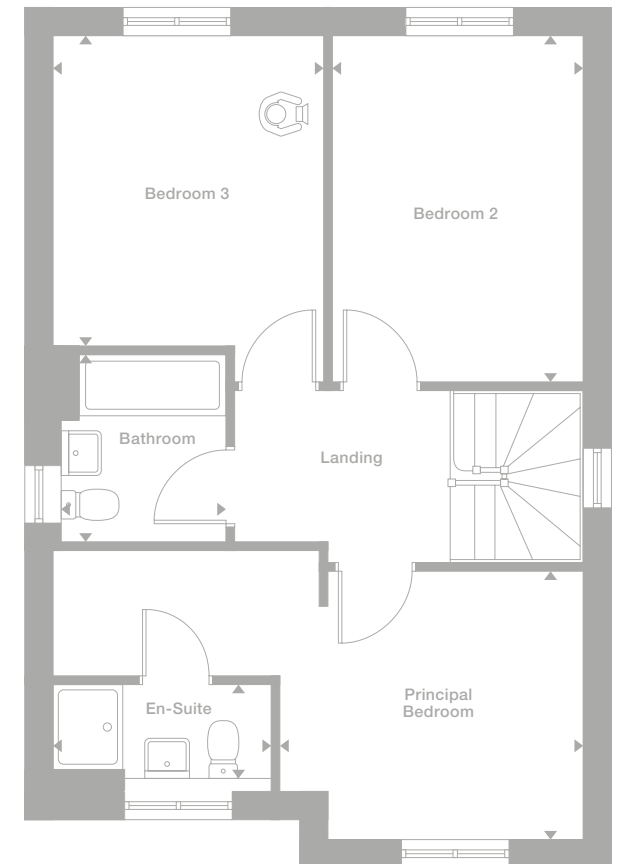 Bedroom 3
Bedroom 2
Bathroom
Landing
En-Suite
Principal
Bedroom